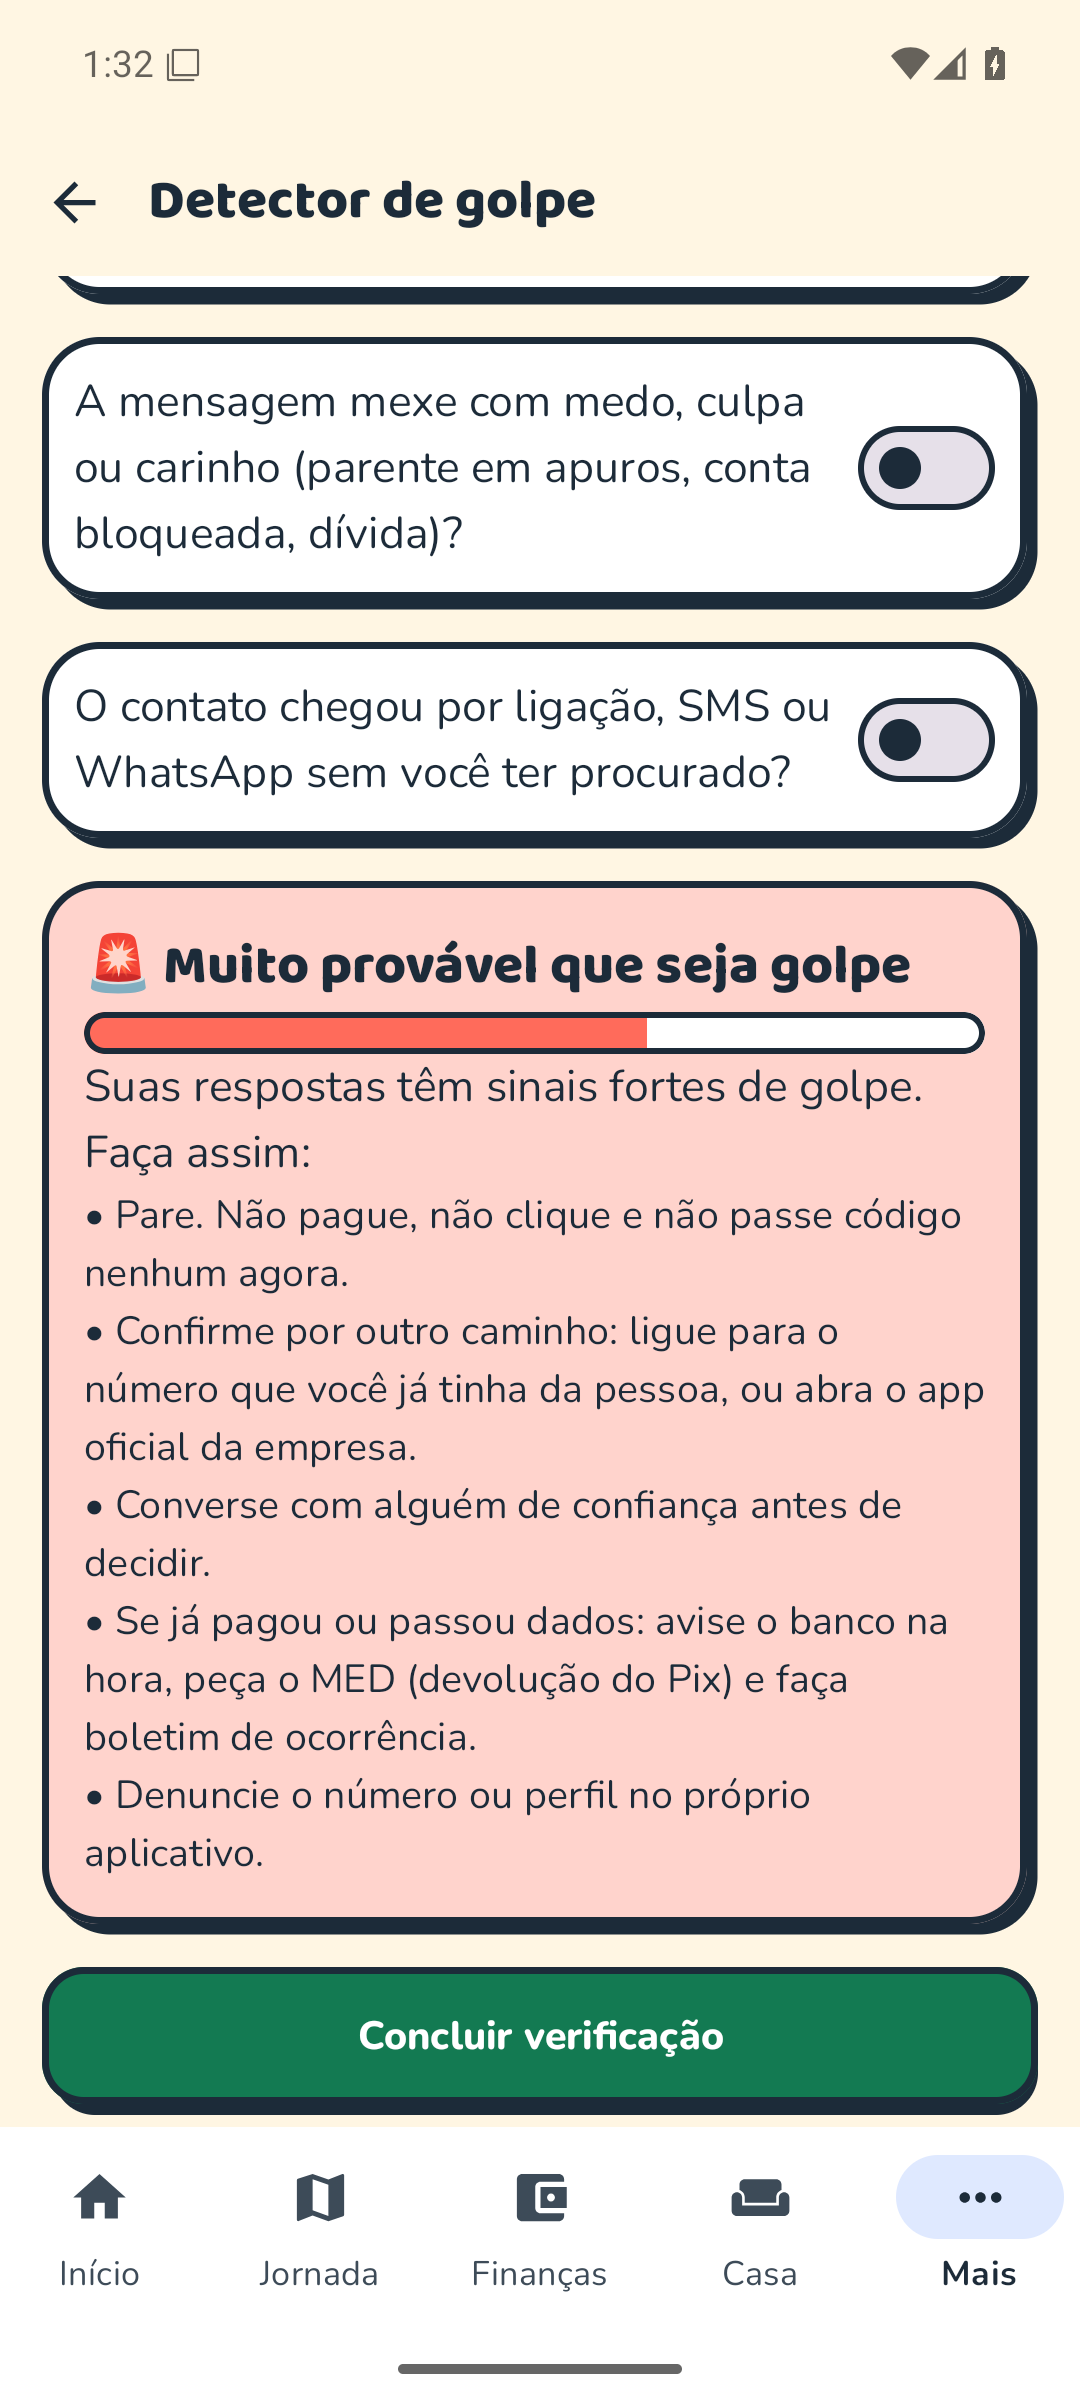 1:32
Detector de golpe
A mensagem mexe com medo, culpa
ou carinho (parente em apuros, conta
bloqueada, dívida)?
O contato chegou por ligação, SMS ou
WhatsApp sem você ter procurado?
🚨 Muito provável que seja golpe
Suas respostas têm sinais fortes de golpe.
Faça assim:
• Pare. Não pague, não clique e não passe código
nenhum agora.
• Confirme por outro caminho: ligue para o
número que você já tinha da pessoa, ou abra o app
oficial da empresa.
• Converse com alguém de confiança antes de
decidir.
• Se já pagou ou passou dados: avise o banco na
hora, peça o MED (devolução do Pix) e faça
boletim de ocorrência.
• Denuncie o número ou perfil no próprio
aplicativo.
Concluir verificação
Início
Jornada
Finanças
Casa
Mais